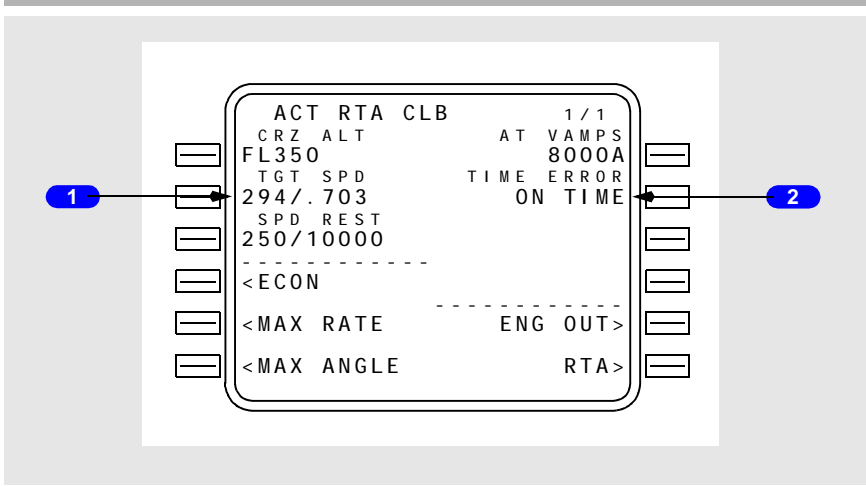 ACT RTA CLB 1/1
CRZ ALT AT VAMPS
FL350 8000A
TGT SPD TIME ERROR
1 294/.703 ON TIME 2
SPD REST
250/10000
------------
<ECON
------------
<MAX RATE ENG OUT>
<MAX ANGLE RTA>